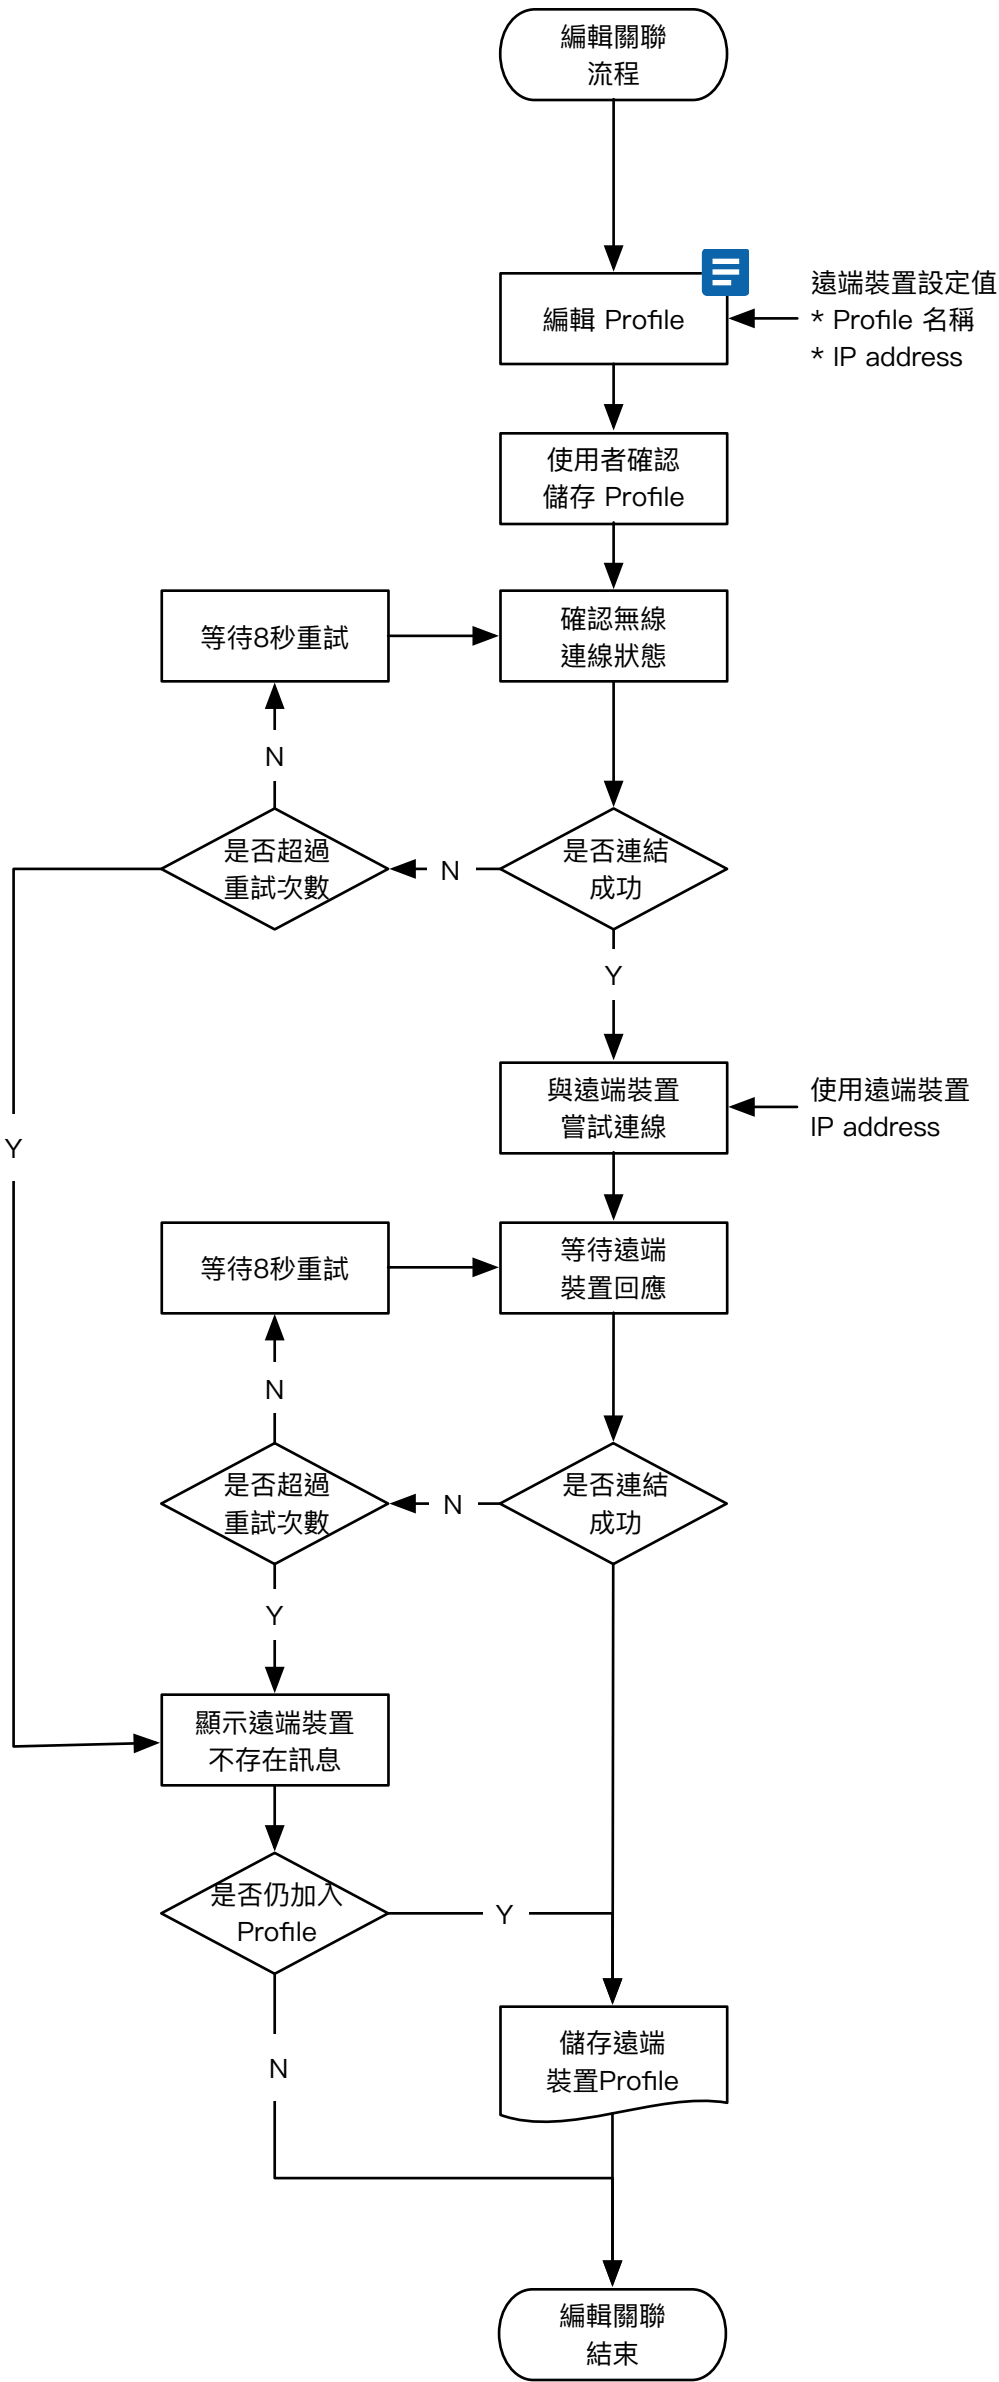 編輯關聯
流程
編輯 Profile
遠端裝置設定值
* Profile 名稱
* IP address
使用者確認
儲存 Profile
等待8秒重試
確認無線
連線狀態
N
是否超過
重試次數
N
是否連結
成功
Y
與遠端裝置
嘗試連線
使用遠端裝置
IP address
Y
等待8秒重試
等待遠端
裝置回應
N
是否超過
重試次數
N
是否連結
成功
Y
顯示遠端裝置
不存在訊息
是否仍加入
Profile
Y
N
儲存遠端
裝置Profile
編輯關聯
結束